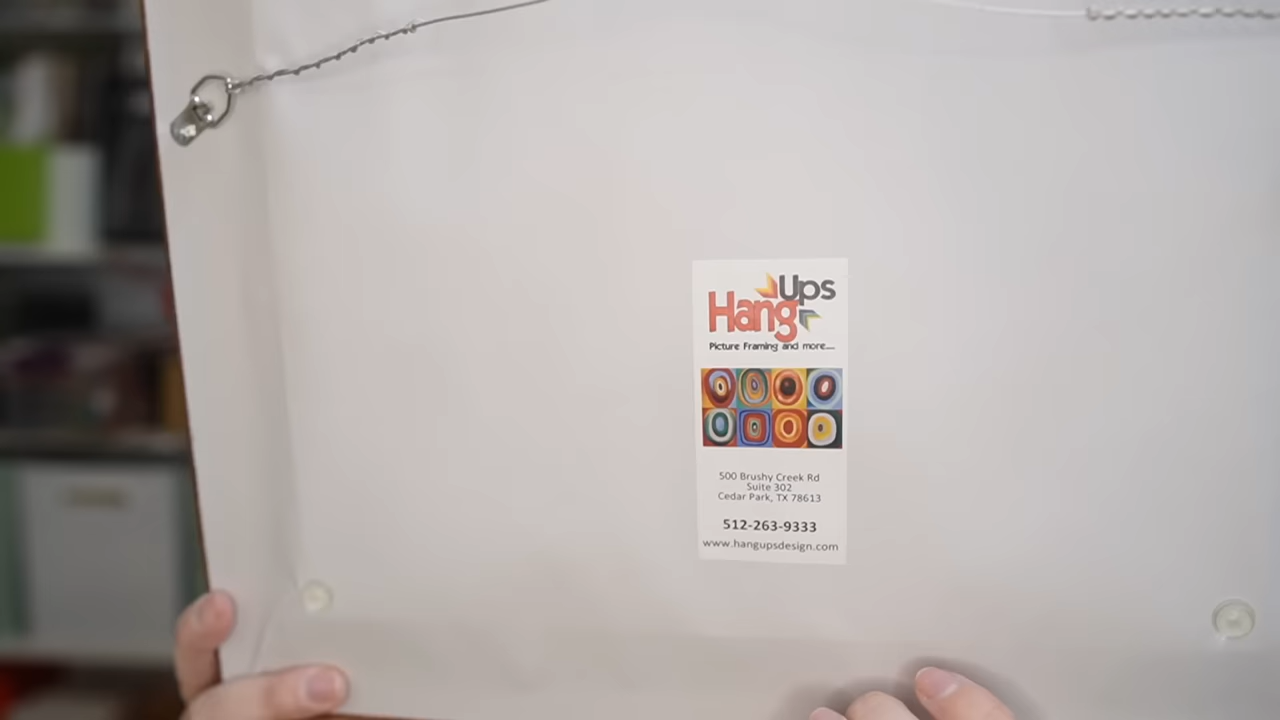 Hang Ups
Picture Framing and more....
500 Brushy Creek Rd
Suite 302
Cedar Park, TX 78613
512-263-9333
www.hangupsdesign.com